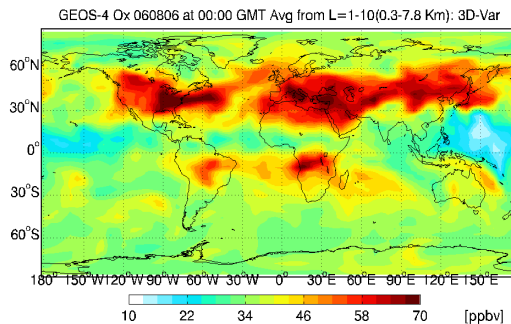 GEOS-4 Ox 060806 at 00:00 GMT Avg from L=1-10(0.3-7.8 Km): 3D-Var
60°N
30°N
0°
30°S
60°S
180°W 150°W 120°W 90°W 60°W 30°W 0° 30°E 60°E 90°E 120°E 150°E
10 22 34 46 58 70 [ppbv]